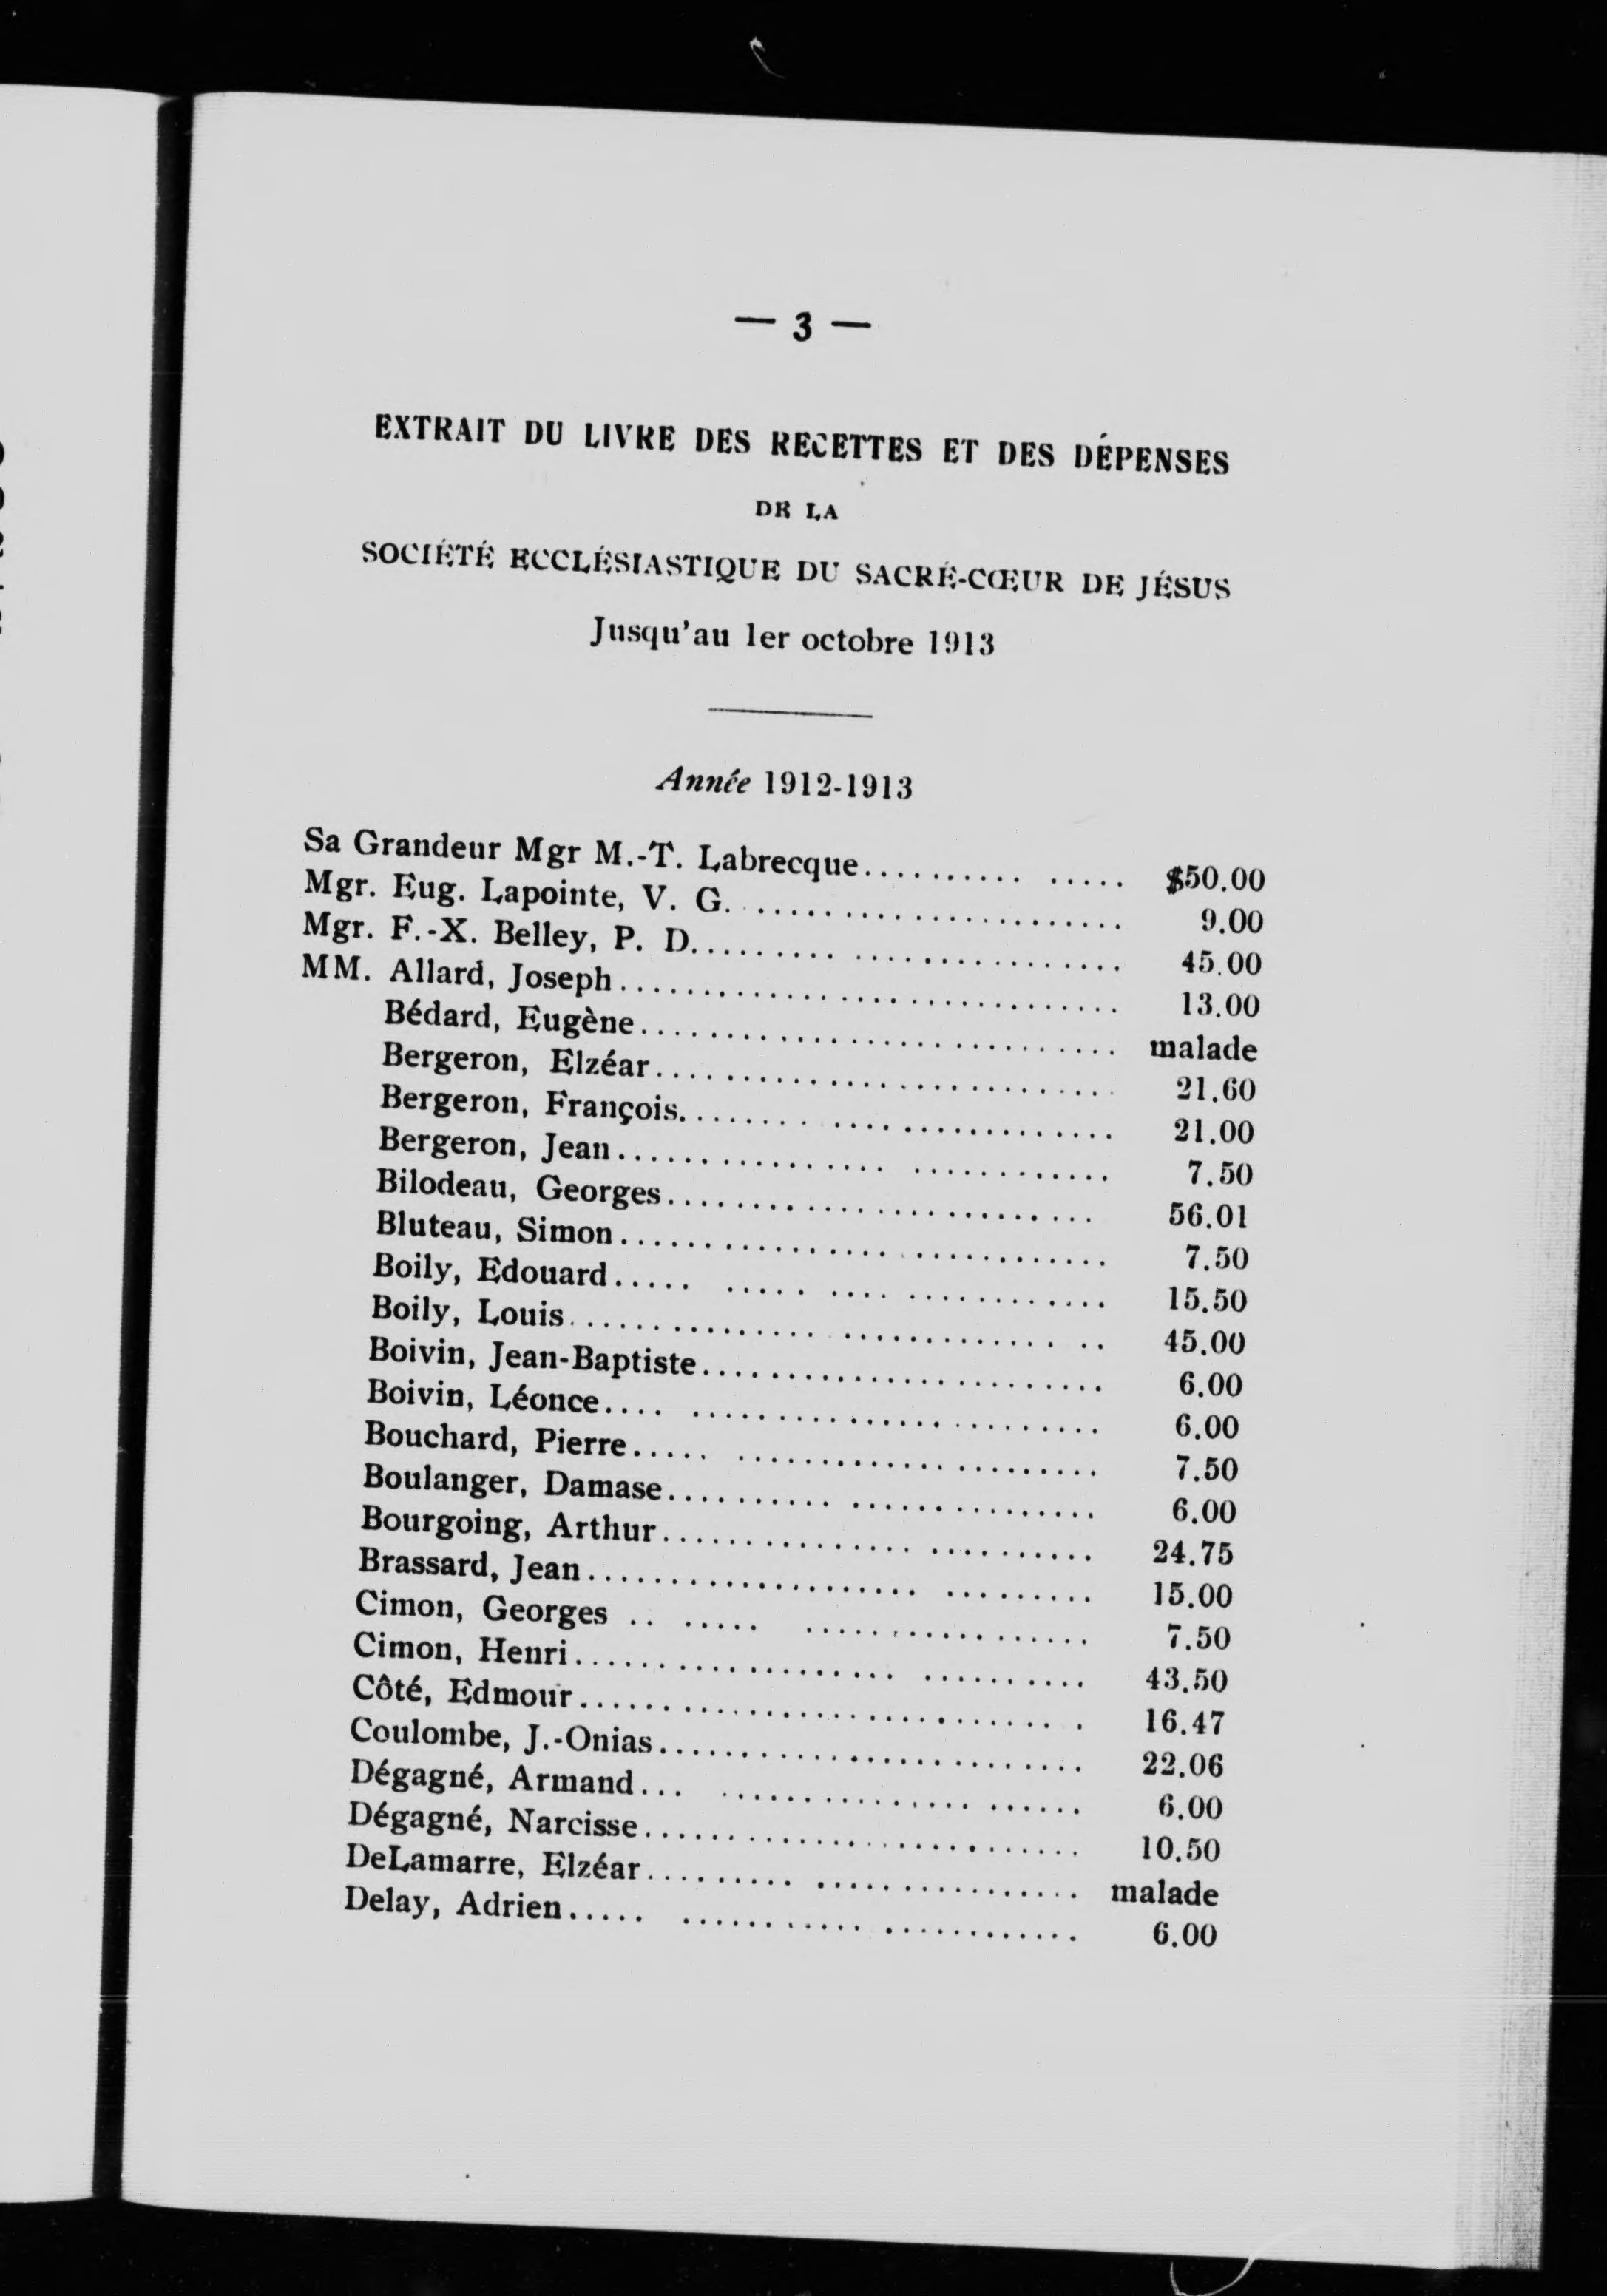 — 3 —
EXTRAIT DU LIVRE DES RECETTES ET DES DÉPENSES
DE LA
SOCIÉTÉ ECCLÉSIASTIQUE DU SACRÉ-CŒUR DE JÉSUS
Jusqu'au 1er octobre 1913
Année 1912-1913
Sa Grandeur Mgr M.-T. Labrecque.......... ..... $50.00
Mgr. Eug. Lapointe, V. G. ....................... 9.00
Mgr. F.-X. Belley, P. D......................... 45.00
MM. Allard, Joseph.............................. 13.00
Bédard, Eugène............................. malade
Bergeron, Elzéar............................ 21.60
Bergeron, François.......................... 21.00
Bergeron, Jean................. ............ 7.50
Bilodeau, Georges.......................... 56.01
Bluteau, Simon.............................. 7.50
Boily, Edouard..... ..... .... ............ 15.50
Boily, Louis............... ............. .. 45.00
Boivin, Jean-Baptiste......................... 6.00
Boivin, Léonce.... ......................... 6.00
Bouchard, Pierre..... ...................... 7.50
Boulanger, Damase.......... ............... 6.00
Bourgoing, Arthur............... .......... 24.75
Brassard, Jean.................... ......... 15.00
Cimon, Georges .. ..... .................. 7.50
Cimon, Henri.................... .......... 43.50
Côté, Edmour............................. . 16.47
Coulombe, J.-Onias.......................... 22.06
Dégagné, Armand... ............... ...... 6.00
Dégagné, Narcisse........................... 10.50
DeLamarre, Elzéar......... ................ malade
Delay, Adrien..... ........... ............ 6.00